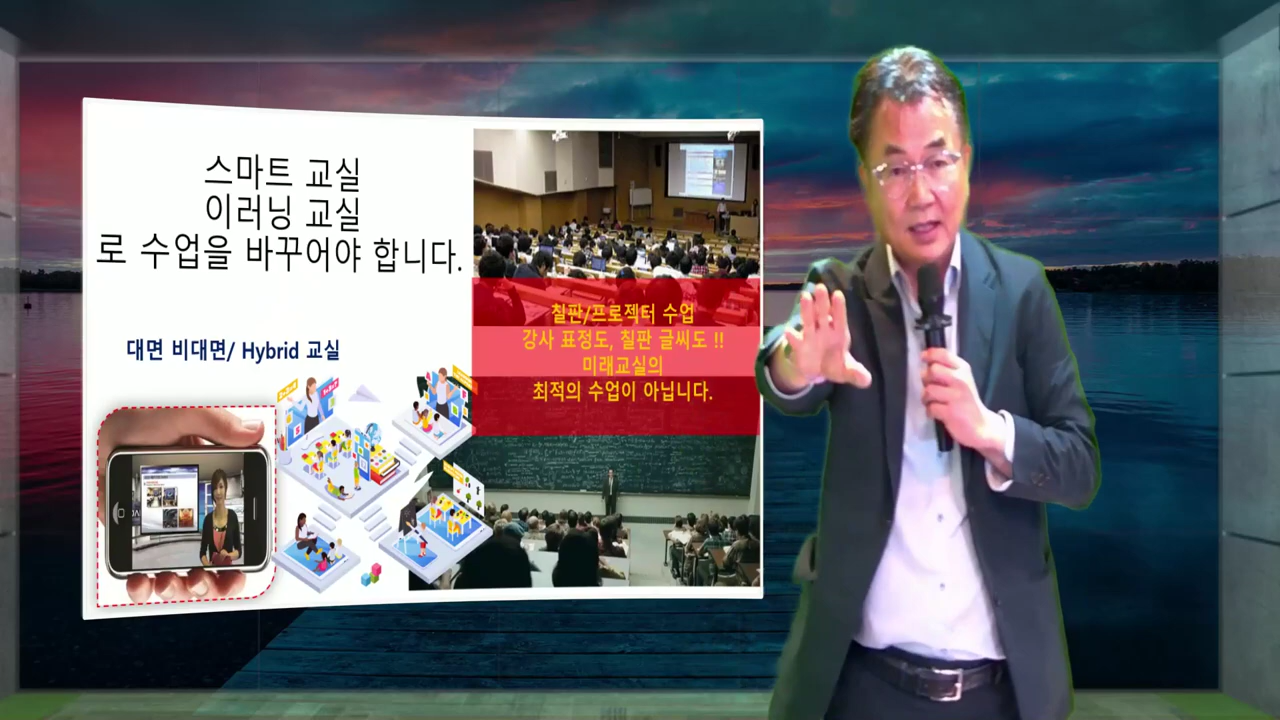 스마트 교실
이러닝 교실
로 수업을 바꾸어야 합니다.
대면 비대면/ Hybrid 교실
칠판/프로젝터 수업
강사 표정도, 칠판 글씨도 !!
미래교실의
최적의 수업이 아닙니다.